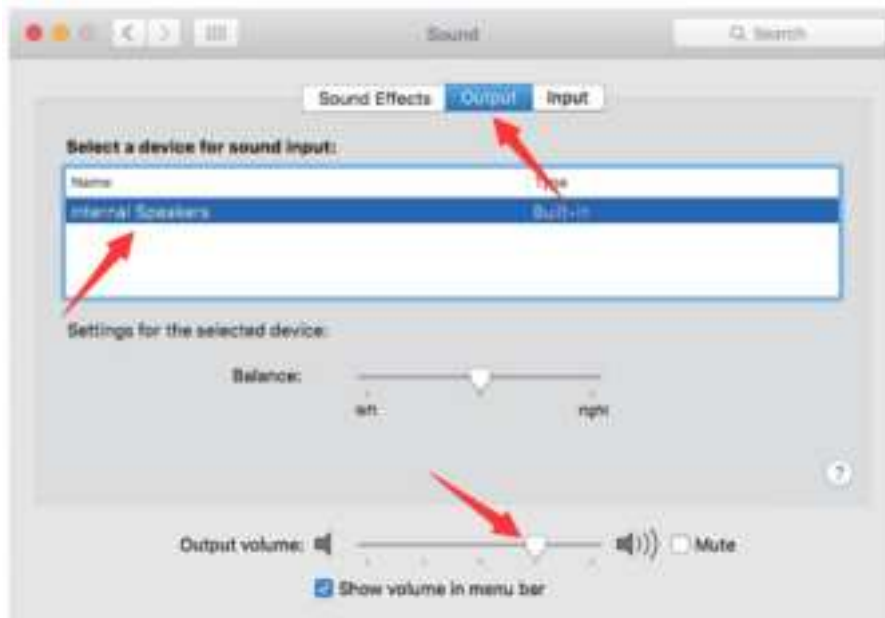 Sound
Search
Sound Effects Output Input
Select a device for sound input:
Name Type
Internal Speakers Built-in
Settings for the selected device:
Balance:
left right
?
Output volume: Mute
Show volume in menu bar